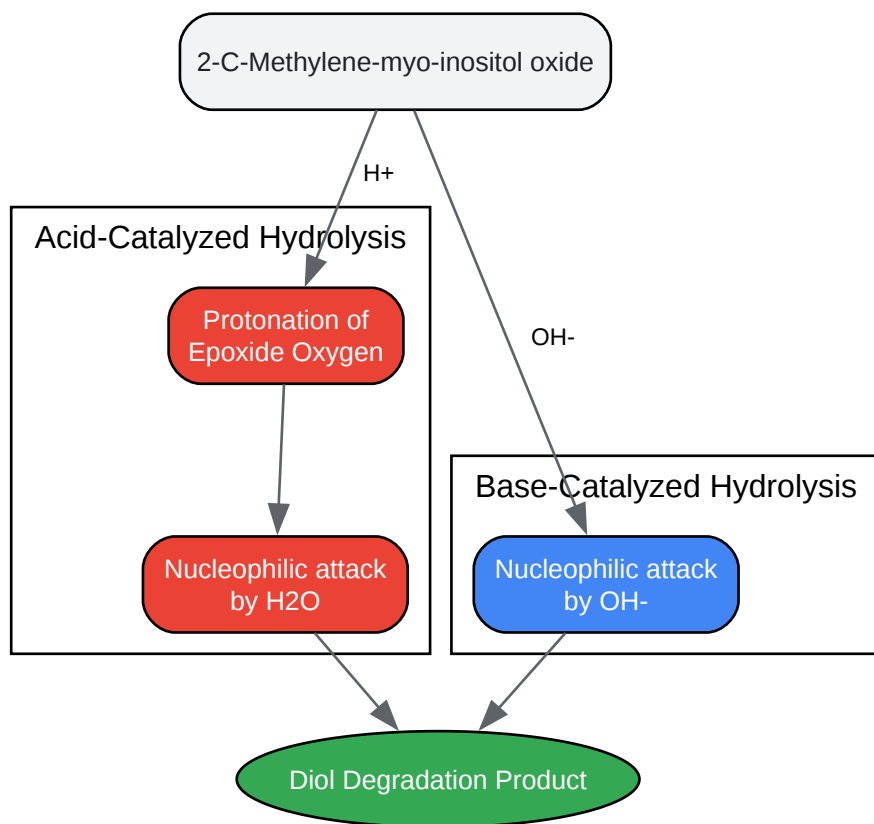 2-C-Methylene-myo-inositol oxide
H+
Acid-Catalyzed Hydrolysis
Protonation of
Epoxide Oxygen
OH-
Base-Catalyzed Hydrolysis
Nucleophilic attack
by H2O
Nucleophilic attack
by OH-
Diol Degradation Product